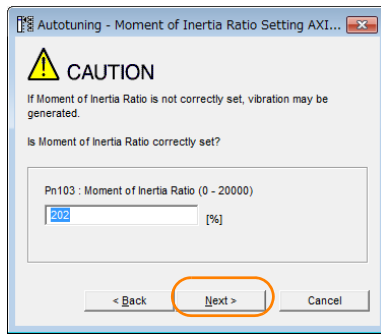 Autotuning - Moment of Inertia Ratio Setting AXI...
CAUTION
If Moment of Inertia Ratio is not correctly set, vibration may be
generated.
Is Moment of Inertia Ratio correctly set?
Pn103 : Moment of Inertia Ratio (0 - 20000)
202
[%]
< Back
Next >
Cancel